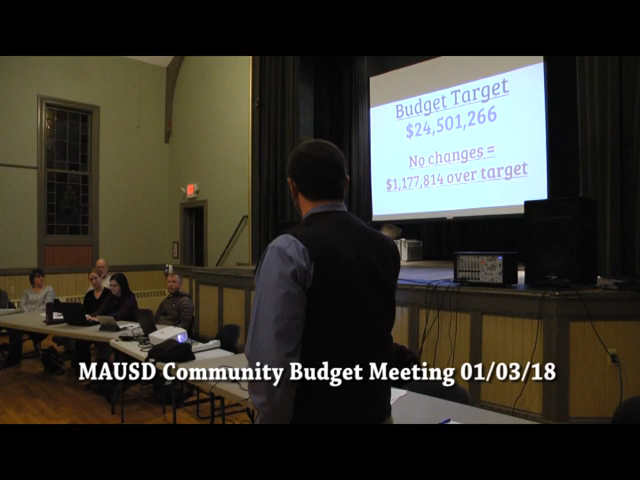 Budget Target
$24,501,266
No changes =
$1,177,814 over target
EXIT
MAUSD Community Budget Meeting 01/03/18